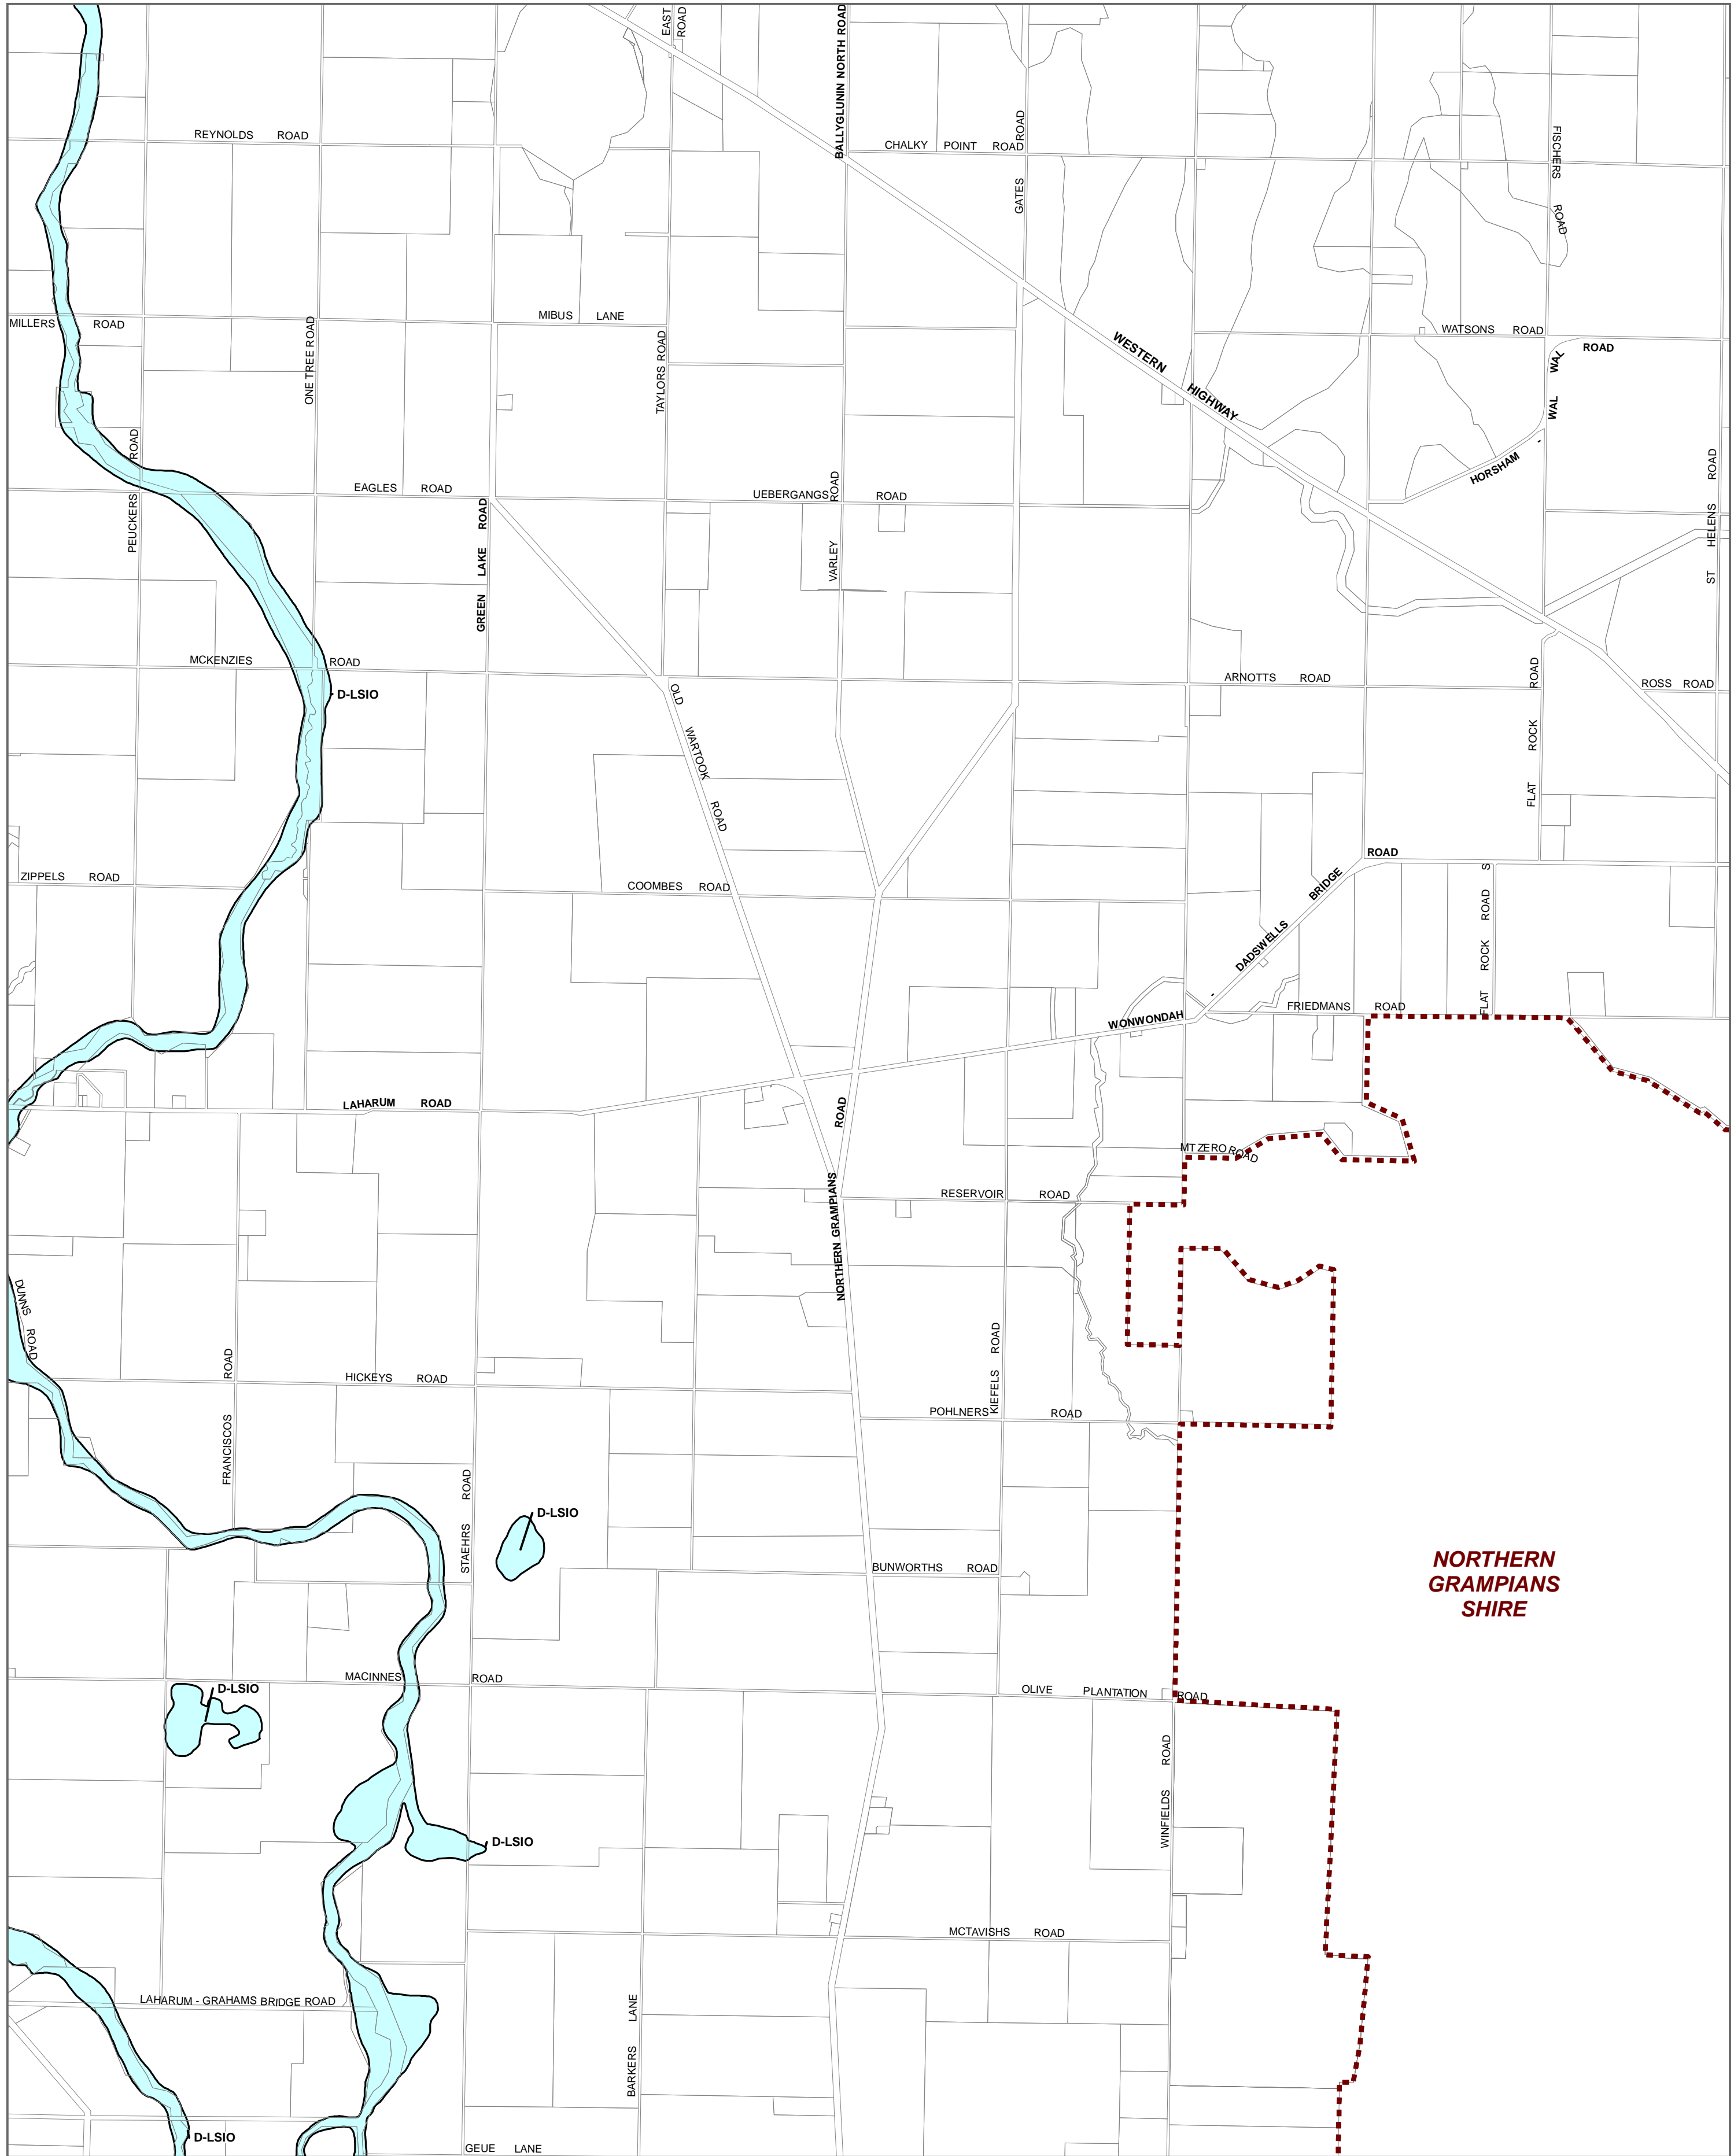 EAST ROAD
BALLYGLUNIN NORTH ROAD
REYNOLDS ROAD
CHALKY POINT ROAD
GATES ROAD
FISCHERS ROAD
MILLERS ROAD
ONE TREE ROAD
MIBUS LANE
TAYLORS ROAD
WESTERN HIGHWAY
WATSONS ROAD
WAL WAL ROAD
HORSHAM
PEUCKERS ROAD
EAGLES ROAD
GREEN LAKE ROAD
UEBERGANGS ROAD
VARLEY ROAD
ST HELENS ROAD
MCKENZIES ROAD
D-LSIO
OLD WARTOOK ROAD
ARNOTTS ROAD
FLAT ROCK ROAD
ROSS ROAD
ZIPPELS ROAD
COOMBES ROAD
WONWONDAH
DADSWELLS BRIDGE ROAD
FLAT ROCK ROAD S
FRIEDMANS ROAD
LAHARUM ROAD
NORTHERN GRAMPIANS ROAD
MT ZERO ROAD
RESERVOIR ROAD
DUNNS ROAD
FRANCISCOS ROAD
HICKEYS ROAD
KIEFELS ROAD
POHLNERS ROAD
STAEHRS ROAD
D-LSIO
BUNWORTHS ROAD
NORTHERN
GRAMPIANS
SHIRE
MACINNES ROAD
D-LSIO
OLIVE PLANTATION ROAD
WINFIELDS ROAD
D-LSIO
MCTAVISHS ROAD
LAHARUM - GRAHAMS BRIDGE ROAD
BARKERS LANE
D-LSIO
GEUE LANE